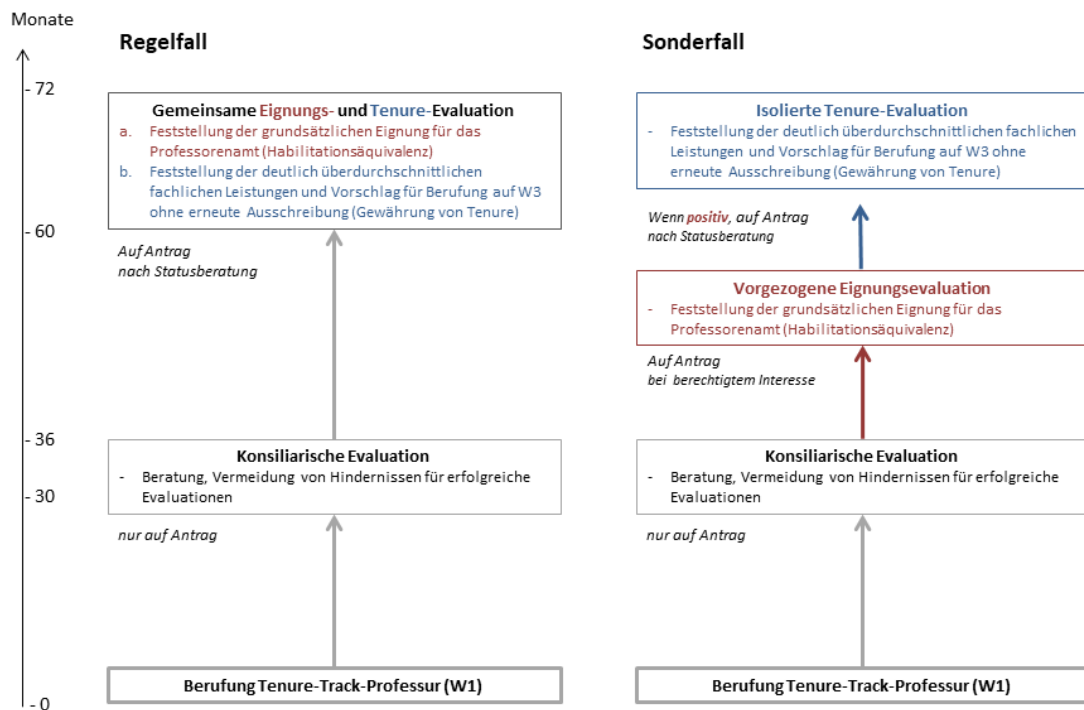 Monate
Regelfall
Sonderfall
- 72
- 60
- 36
- 30
- 0
Gemeinsame Eignungs- und Tenure-Evaluation
a. Feststellung der grundsätzlichen Eignung für das
Professorenamt (Habilitationsäquivalenz)
b. Feststellung der deutlich überdurchschnittlichen
fachlichen Leistungen und Vorschlag für Berufung auf W3
ohne erneute Ausschreibung (Gewährung von Tenure)
Auf Antrag
nach Statusberatung
Konsiliarische Evaluation
- Beratung, Vermeidung von Hindernissen für erfolgreiche
Evaluationen
nur auf Antrag
Berufung Tenure-Track-Professur (W1)
Isolierte Tenure-Evaluation
- Feststellung der deutlich überdurchschnittlichen fachlichen
Leistungen und Vorschlag für Berufung auf W3 ohne
erneute Ausschreibung (Gewährung von Tenure)
Wenn positiv, auf Antrag
nach Statusberatung
Vorgezogene Eignungsevaluation
- Feststellung der grundsätzlichen Eignung für das
Professorenamt (Habilitationsäquivalenz)
Auf Antrag
bei berechtigtem Interesse
Konsiliarische Evaluation
- Beratung, Vermeidung von Hindernissen für erfolgreiche
Evaluationen
nur auf Antrag
Berufung Tenure-Track-Professur (W1)